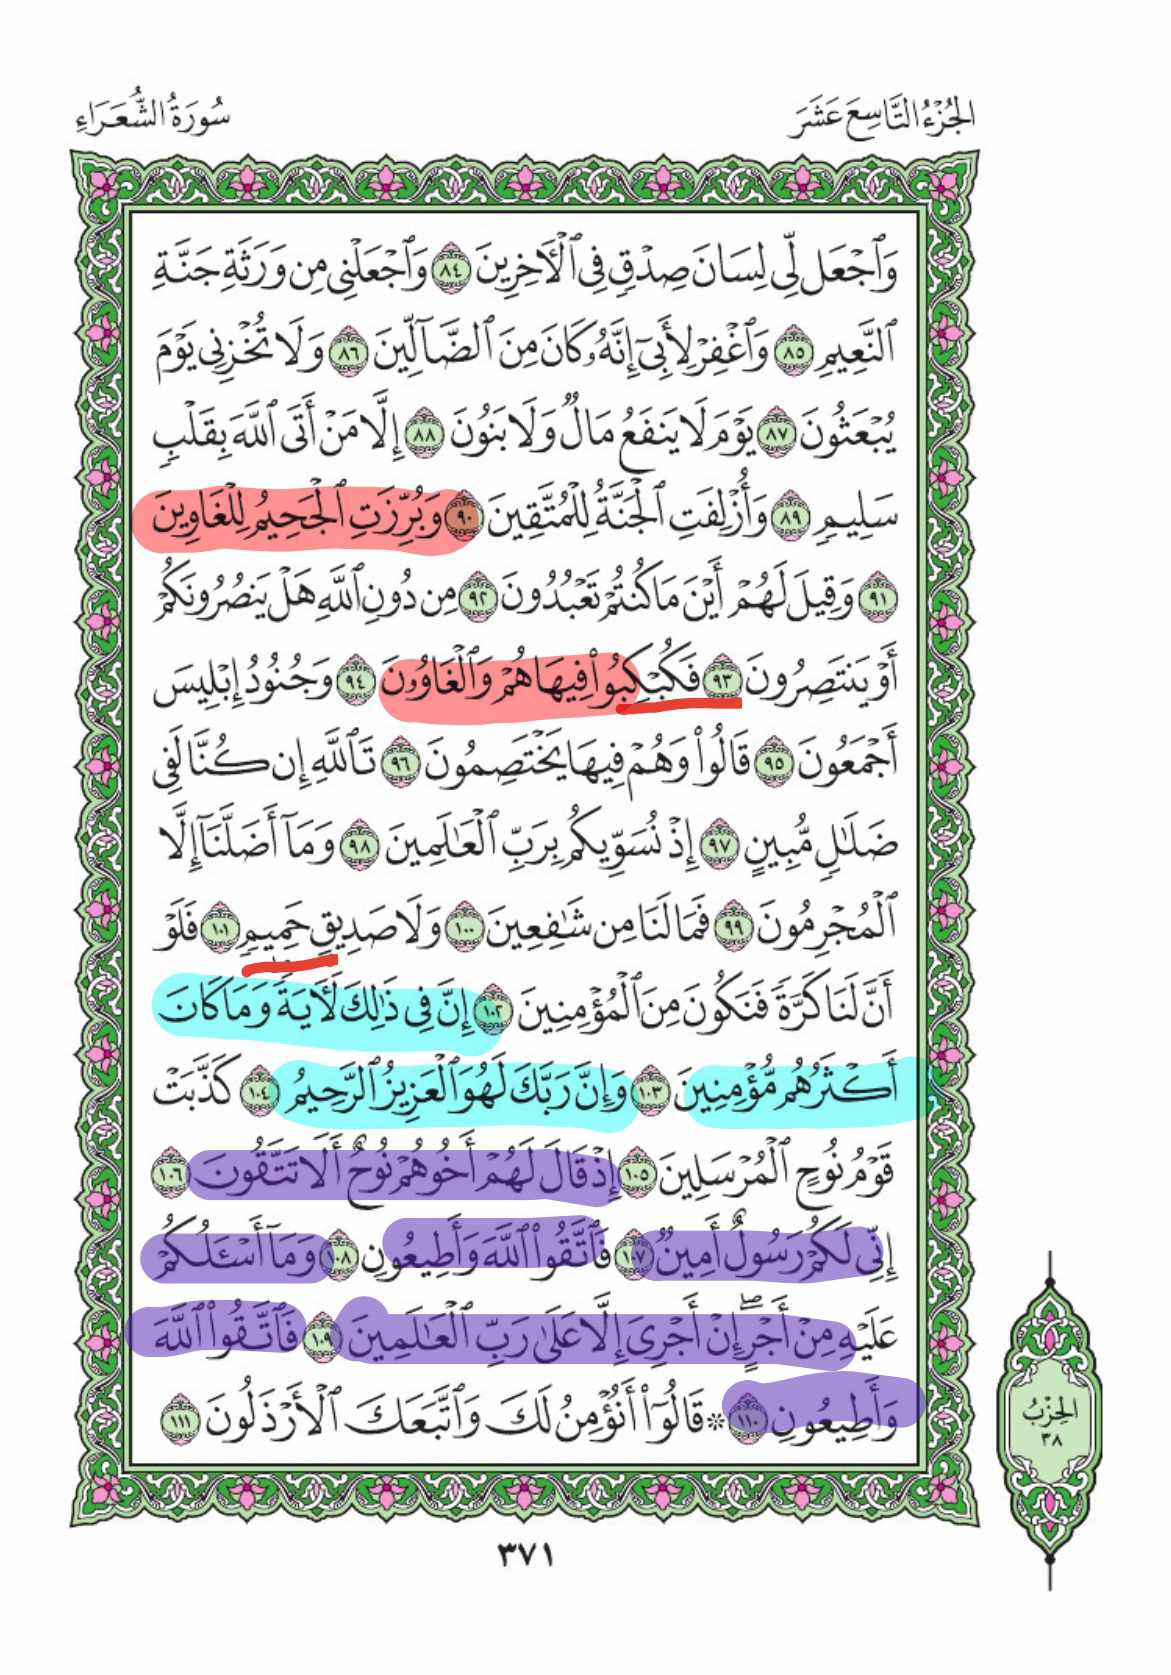 الجُزْءُ التَّاسِعَ عَشَرَ
سُورَةُ الشُّعَرَاءِ
وَٱجْعَل لِّى لِسَانَ صِدْقٍ فِى ٱلْأَخِرِينَ ٨٤ وَٱجْعَلْنِى مِن وَرَثَةِ جَنَّةِ
ٱلنَّعِيمِ ٨٥ وَٱغْفِرْ لِأَبِىٓ إِنَّهُۥ كَانَ مِنَ ٱلضَّآلِّينَ ٨٦ وَلَا تُخْزِنِى يَوْمَ
يُبْعَثُونَ ٨٧ يَوْمَ لَا يَنفَعُ مَالٌ وَلَا بَنُونَ ٨٨ إِلَّا مَنْ أَتَى ٱللَّهَ بِقَلْبٍ
سَلِيمٍ ٨٩ وَأُزْلِفَتِ ٱلْجَنَّةُ لِلْمُتَّقِينَ ٩٠ وَبُرِّزَتِ ٱلْجَحِيمُ لِلْغَاوِينَ
٩١ وَقِيلَ لَهُمْ أَيْنَ مَا كُنتُمْ تَعْبُدُونَ ٩٢ مِن دُونِ ٱللَّهِ هَلْ يَنصُرُونَكُمْ
أَوْ يَنتَصِرُونَ ٩٣ فَكُبْكِبُوا۟ فِيهَا هُمْ وَٱلْغَاوُۥنَ ٩٤ وَجُنُودُ إِبْلِيسَ
أَجْمَعُونَ ٩٥ قَالُوا۟ وَهُمْ فِيهَا يَخْتَصِمُونَ ٩٦ تَٱللَّهِ إِن كُنَّا لَفِى
ضَلَٰلٍ مُّبِينٍ ٩٧ إِذْ نُسَوِّيكُم بِرَبِّ ٱلْعَٰلَمِينَ ٩٨ وَمَآ أَضَلَّنَآ إِلَّا
ٱلْمُجْرِمُونَ ٩٩ فَمَا لَنَا مِن شَٰفِعِينَ ١٠٠ وَلَا صَدِيقٍ حَمِيمٍ ١٠١ فَلَوْ
أَنَّ لَنَا كَرَّةً فَنَكُونَ مِنَ ٱلْمُؤْمِنِينَ ١٠٢ إِنَّ فِى ذَٰلِكَ لَأَيَةً وَمَا كَانَ
أَكْثَرُهُم مُّؤْمِنِينَ ١٠٣ وَإِنَّ رَبَّكَ لَهُوَ ٱلْعَزِيزُ ٱلرَّحِيمُ ١٠٤ كَذَّبَتْ
قَوْمُ نُوحٍ ٱلْمُرْسَلِينَ ١٠٥ إِذْ قَالَ لَهُمْ أَخُوهُمْ نُوحٌ أَلَا تَتَّقُونَ ١٠٦
إِنِّى لَكُمْ رَسُولٌ أَمِينٌ ١٠٧ فَٱتَّقُوا۟ ٱللَّهَ وَأَطِيعُونِ ١٠٨ وَمَآ أَسْـَٔلُكُمْ
عَلَيْهِ مِنْ أَجْرٍ ۖ إِنْ أَجْرِىَ إِلَّا عَلَىٰ رَبِّ ٱلْعَٰلَمِينَ ١٠٩ فَٱتَّقُوا۟ ٱللَّهَ
وَأَطِيعُونِ ١١٠ ۞ قَالُوٓا۟ أَنُؤْمِنُ لَكَ وَٱتَّبَعَكَ ٱلْأَرْذَلُونَ ١١١
الحِزْبُ
٣٨
٣٧١